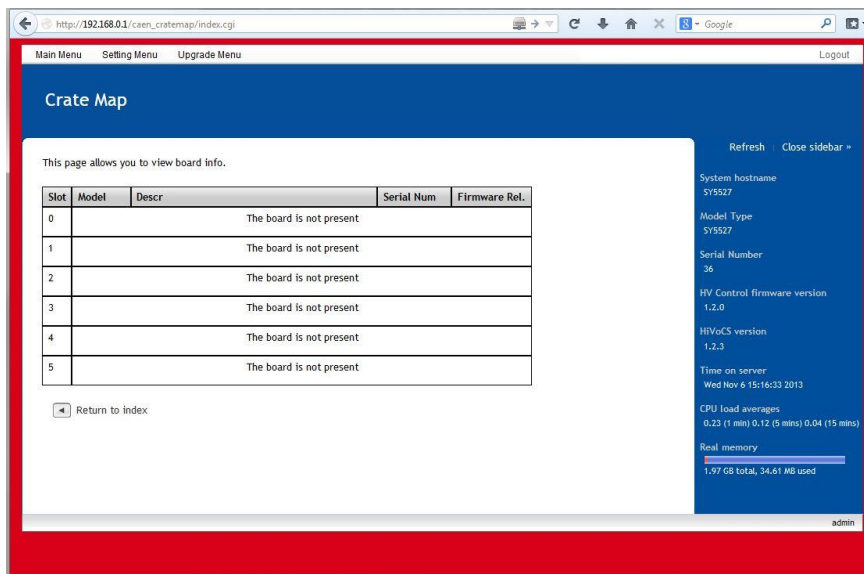 http://192.168.0.1/caen_cratemap/index.cgi
Google
Main Menu Setting Menu Upgrade Menu Logout
Crate Map
Refresh | Close sidebar »
This page allows you to view board info.
Slot Model Descr Serial Num Firmware Rel.
0 The board is not present
1 The board is not present
2 The board is not present
3 The board is not present
4 The board is not present
5 The board is not present
Return to index
System hostname
SY5527
Model Type
SY5527
Serial Number
36
HV Control firmware version
1.2.0
HiVoCS version
1.2.3
Time on server
Wed Nov 6 15:16:33 2013
CPU load averages
0.23 (1 min) 0.12 (5 mins) 0.04 (15 mins)
Real memory
1.97 GB total, 34.61 MB used
admin